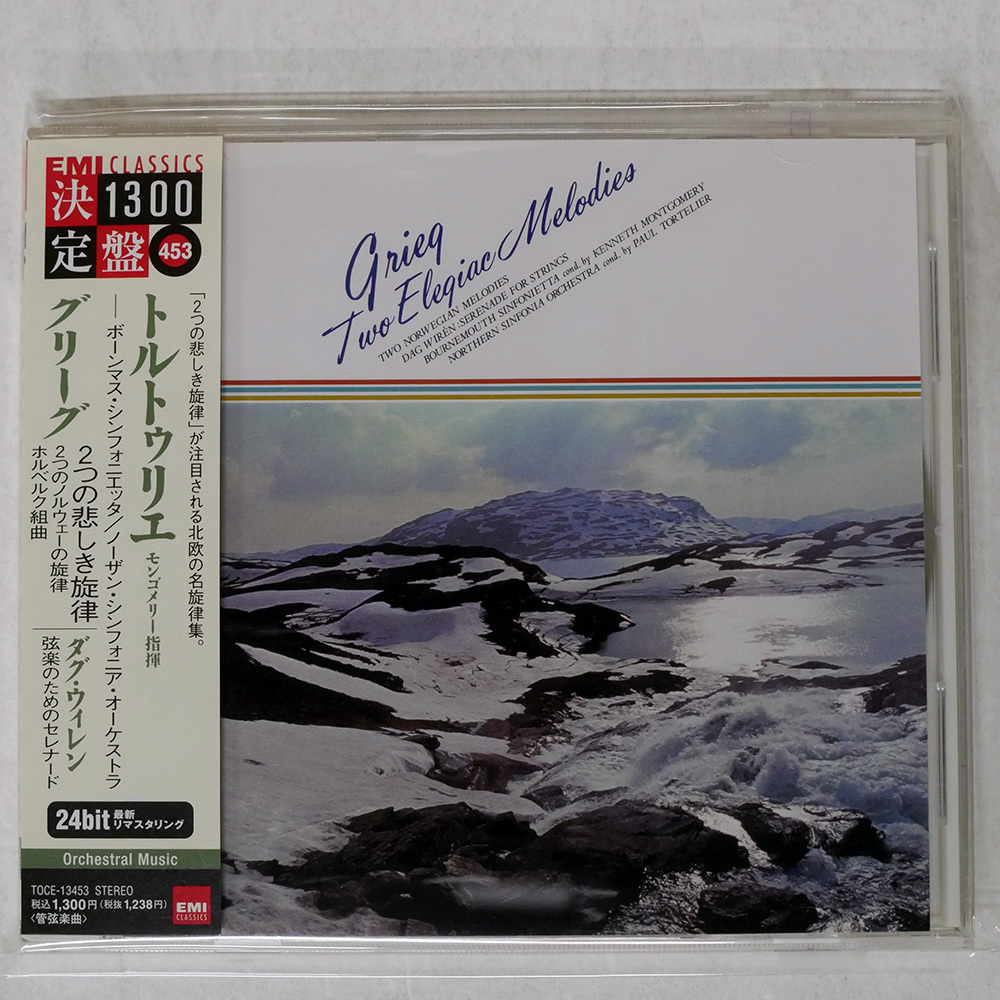 EMI CLASSICS
決定盤
1300
453
「2つの悲しき旋律」が注目される北欧の名旋律集。
トルトゥリエ モンゴメリー指揮
── ボーンマス・シンフォニエッタ/ノーザン・シンフォニア・オーケストラ
グリーグ
2つの悲しき旋律
2つのノルウェーの旋律
ホルベルク組曲
ダグ・ウィレン
弦楽のためのセレナード
24bit 最新
リマスタリング
Orchestral Music
TOCE-13453 STEREO
税込1,300円(税抜1,238円)
〈管弦楽曲〉
EMI
CLASSICS
Grieg
Two Elegiac Melodies
TWO NORWEGIAN MELODIES
DAG WIRÉN : SERENADE FOR STRINGS
BOURNEMOUTH SINFONIETTA cond. by KENNETH MONTGOMERY
NORTHERN SINFONIA ORCHESTRA cond. by PAUL TORTELIER